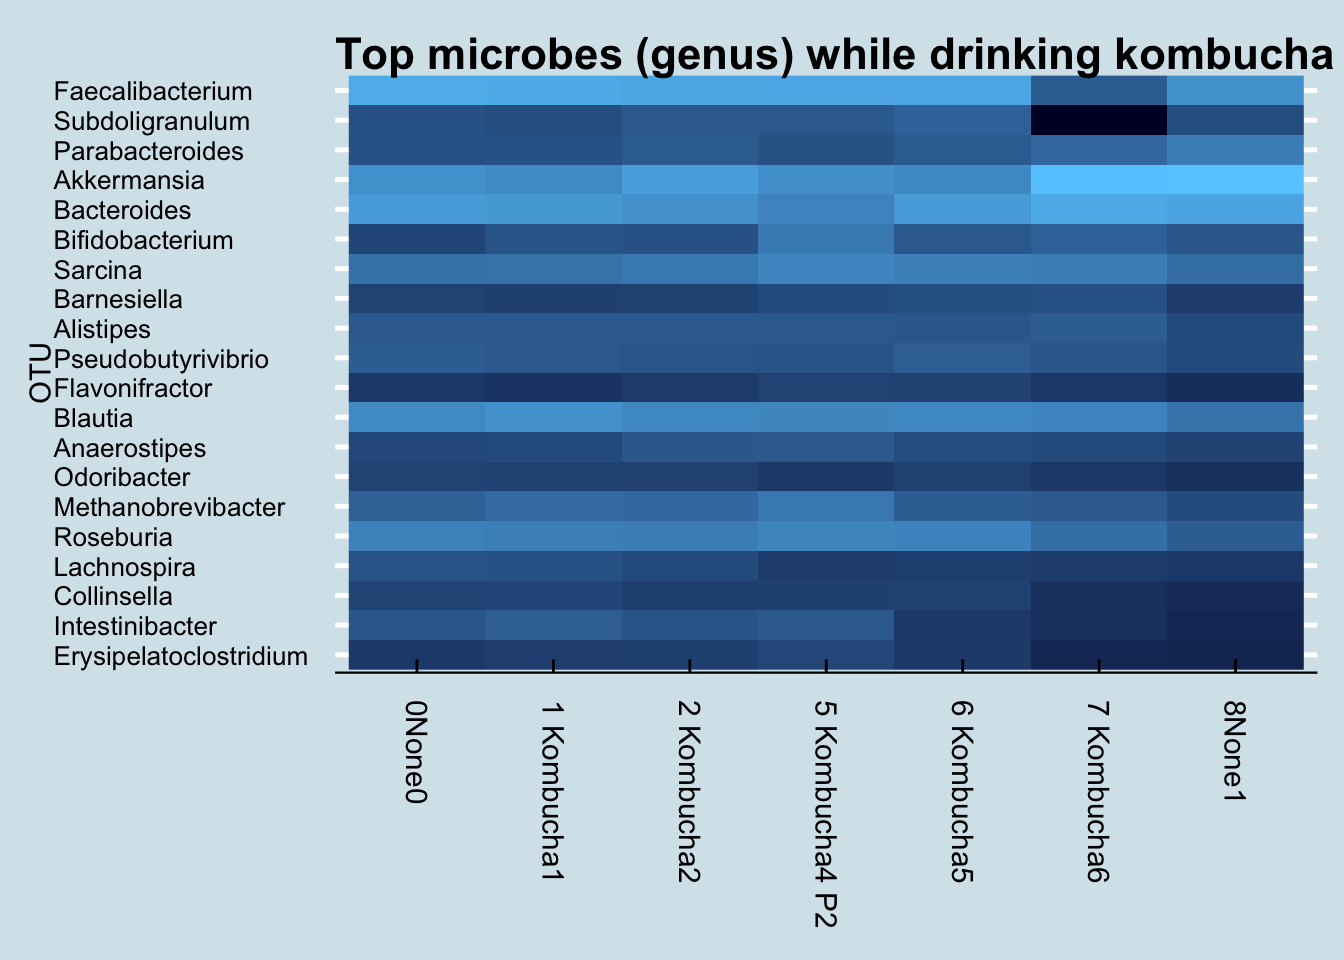 Top microbes (genus) while drinking kombucha
Faecalibacterium
Subdoligranulum
Parabacteroides
Akkermansia
Bacteroides
Bifidobacterium
Sarcina
Barnesiella
Alistipes
Pseudobutyrivibrio
Flavonifractor
Blautia
Anaerostipes
Odoribacter
Methanobrevibacter
Roseburia
Lachnospira
Collinsella
Intestinibacter
Erysipelatoclostridium
OTU
0None0
1 Kombucha1
2 Kombucha2
5 Kombucha4 P2
6 Kombucha5
7 Kombucha6
8None1